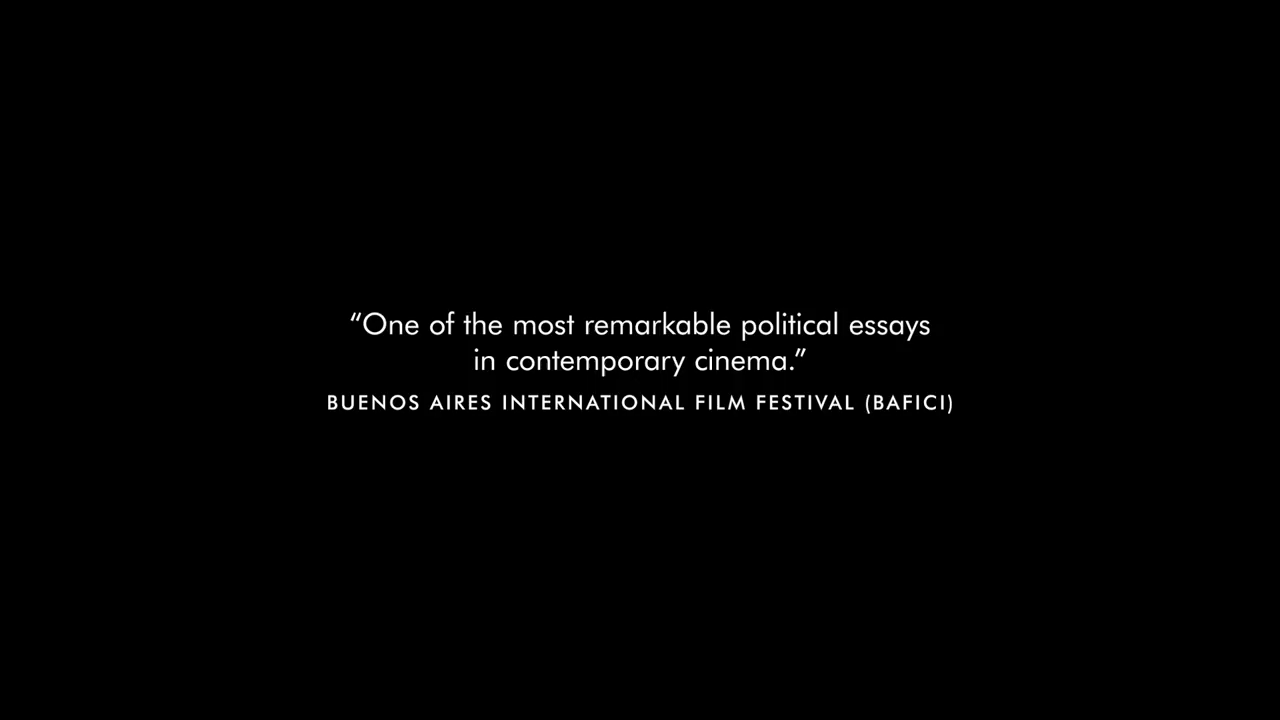 “One of the most remarkable political essays
in contemporary cinema.”
BUENOS AIRES INTERNATIONAL FILM FESTIVAL (BAFICI)